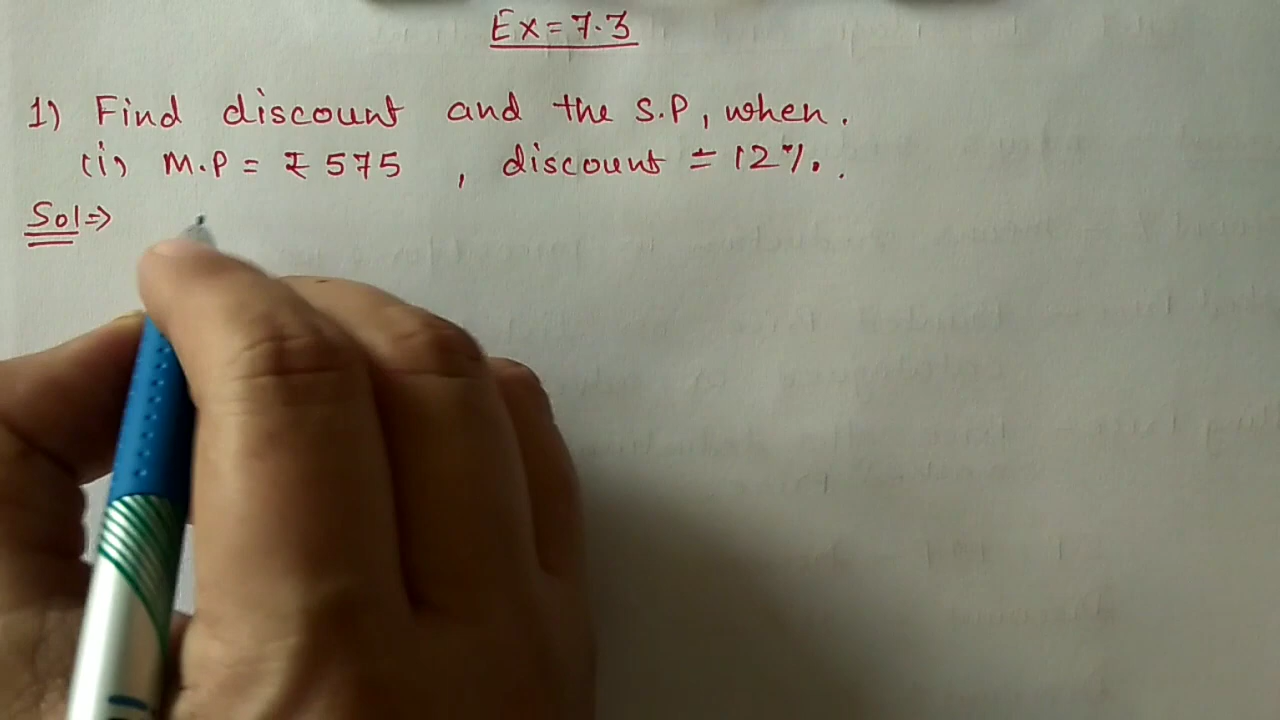 Ex = 7.3
1) Find discount and the S.P, when.
(i) M.P = ₹ 575 , discount = 12%.
Sol ⇒